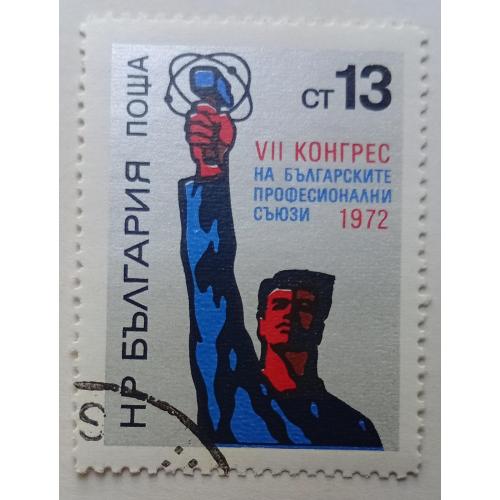 СТ 13
VII КОНГРЕС
НА БЪЛГАРСКИТЕ
ПРОФЕСИОНАЛНИ
СЪЮЗИ 1972
НР БЪЛГАРИЯ ПОЩА